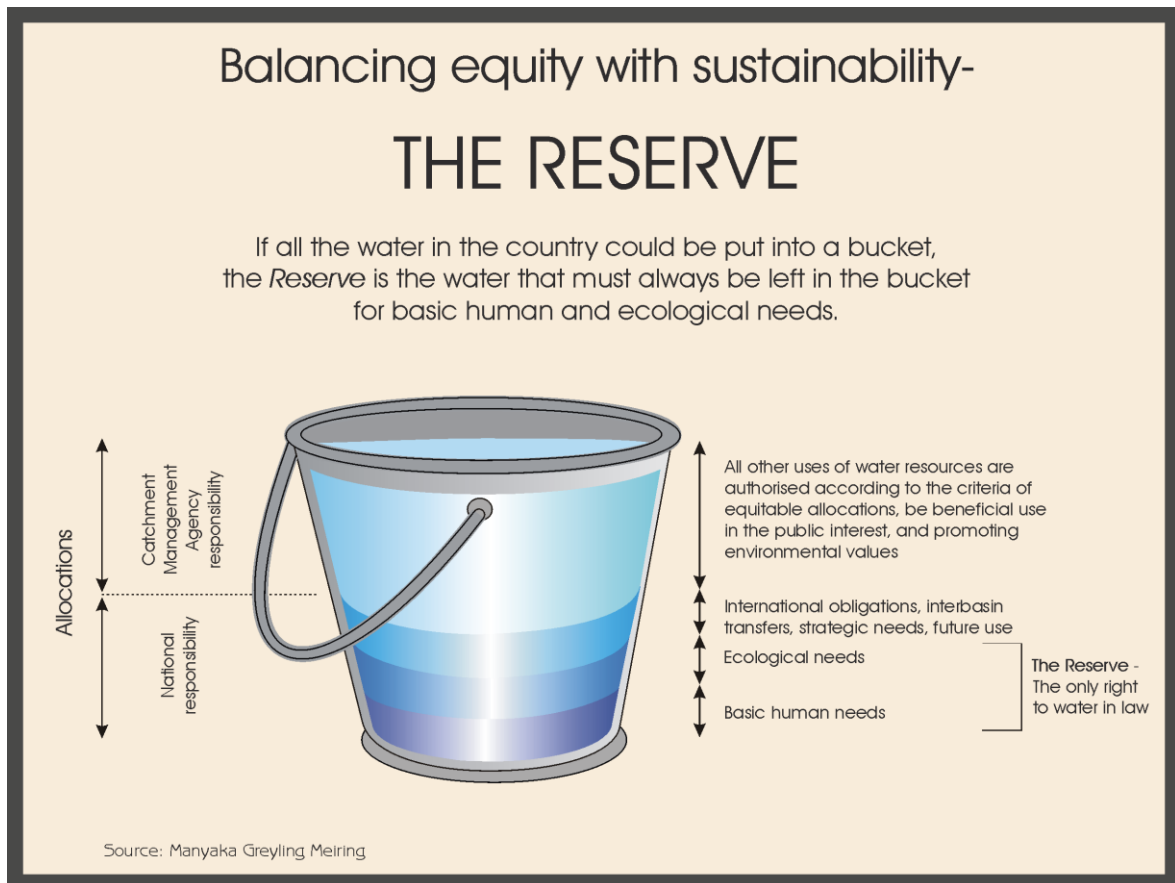 Balancing equity with sustainability-
THE RESERVE
If all the water in the country could be put into a bucket,
the Reserve is the water that must always be left in the bucket
for basic human and ecological needs.
Allocations
Catchment
Management
Agency
responsibility
National
responsibility
All other uses of water resources are
authorised according to the criteria of
equitable allocations, be beneficial use
in the public interest, and promoting
environmental values
International obligations, interbasin
transfers, strategic needs, future use
Ecological needs
Basic human needs
The Reserve -
The only right
to water in law
Source: Manyaka Greyling Meiring